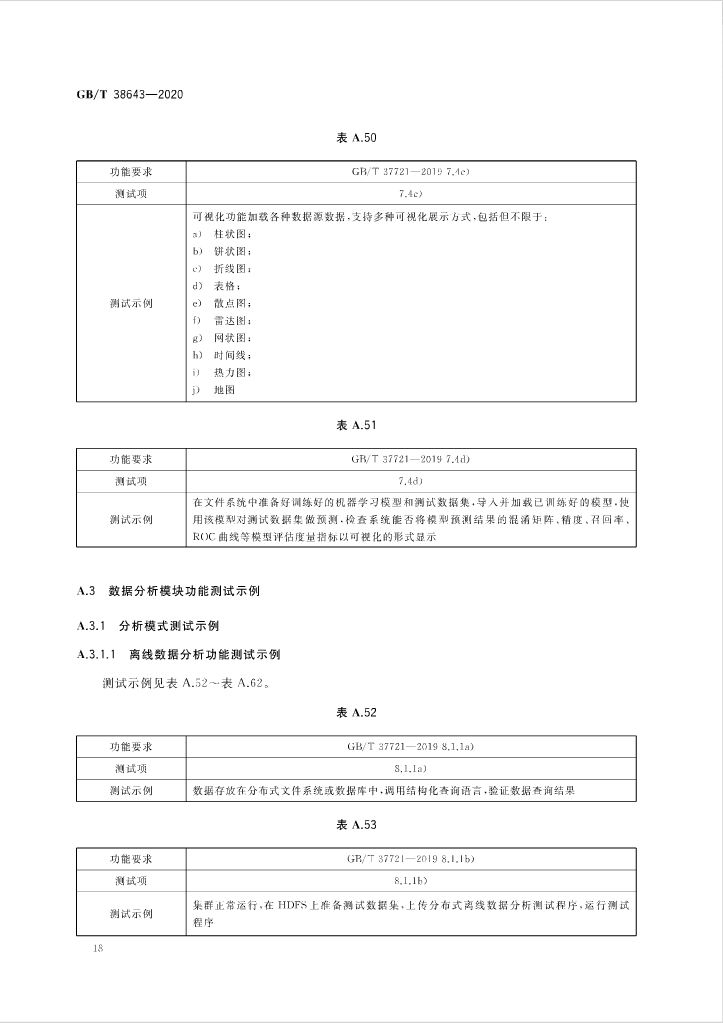 GB/T 38643—2020
表 A.50
功能要求
GB/T 37721—2019 7.4c)
测试项
7.4c)
测试示例
可视化功能加载各种数据源数据,支持多种可视化展示方式,包括但不限于:
a) 柱状图;
b) 饼状图;
c) 折线图;
d) 表格;
e) 散点图;
f) 雷达图;
g) 网状图;
h) 时间线;
i) 热力图;
j) 地图
表 A.51
功能要求
GB/T 37721—2019 7.4d)
测试项
7.4d)
测试示例
在文件系统中准备好训练好的机器学习模型和测试数据集,导入并加载已训练好的模型,使
用该模型对测试数据集做预测,检查系统能否将模型预测结果的混淆矩阵、精度、召回率、
ROC 曲线等模型评估度量指标以可视化的形式显示
A.3 数据分析模块功能测试示例
A.3.1 分析模式测试示例
A.3.1.1 离线数据分析功能测试示例
测试示例见表 A.52～表 A.62。
表 A.52
功能要求
GB/T 37721—2019 8.1.1a)
测试项
8.1.1a)
测试示例
数据存放在分布式文件系统或数据库中,调用结构化查询语言,验证数据查询结果
表 A.53
功能要求
GB/T 37721—2019 8.1.1b)
测试项
8.1.1b)
测试示例
集群正常运行,在 HDFS 上准备测试数据集,上传分布式离线数据分析测试程序,运行测试
程序
18